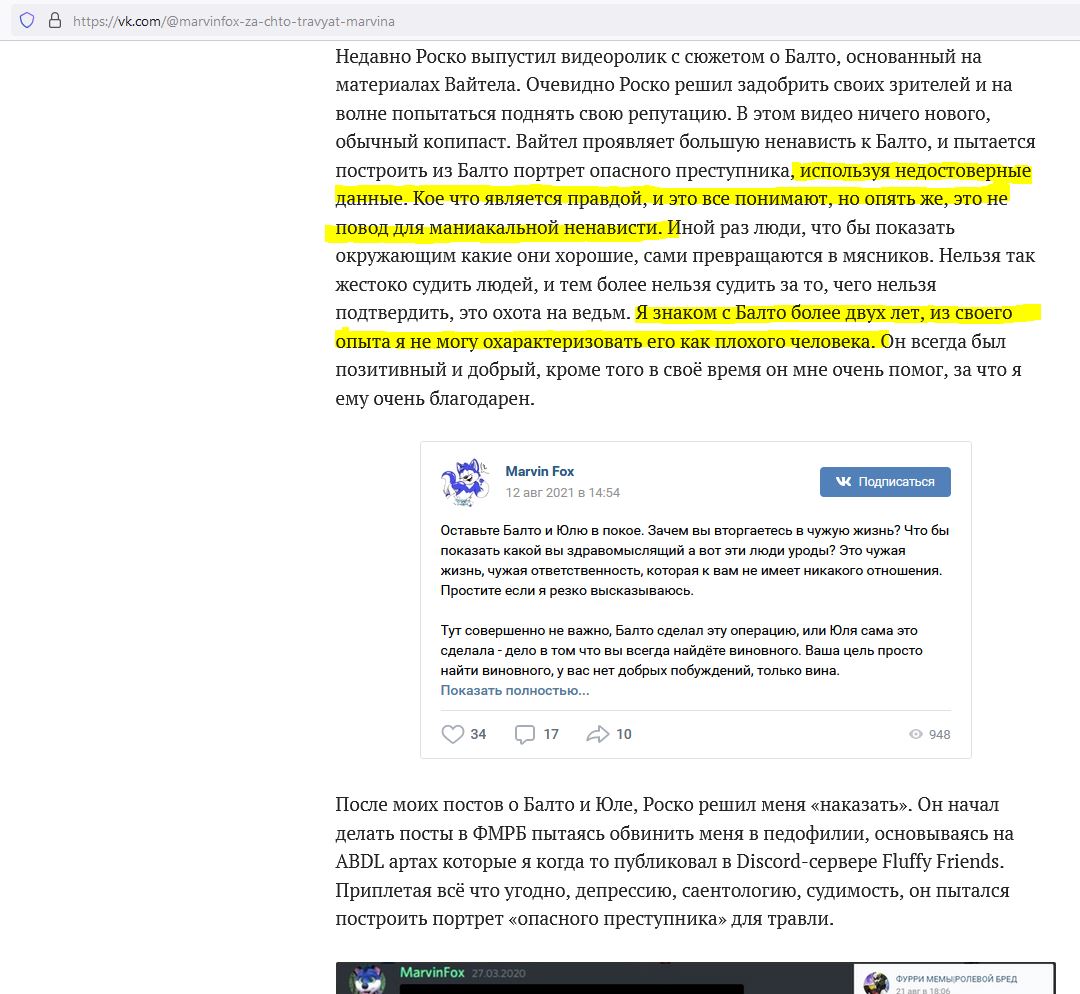 https://vk.com/@marvinfox-za-chto-travyat-marvina
Недавно Роско выпустил видеоролик с сюжетом о Балто, основанный на
материалах Вайтела. Очевидно Роско решил задобрить своих зрителей и на
волне попытаться поднять свою репутацию. В этом видео ничего нового,
обычный копипаст. Вайтел проявляет большую ненависть к Балто, и пытается
построить из Балто портрет опасного преступника, используя недостоверные
данные. Кое что является правдой, и это все понимают, но опять же, это не
повод для маниакальной ненависти. Иной раз люди, что бы показать
окружающим какие они хорошие, сами превращаются в мясников. Нельзя так
жестоко судить людей, и тем более нельзя судить за то, чего нельзя
подтвердить, это охота на ведьм. Я знаком с Балто более двух лет, из своего
опыта я не могу охарактеризовать его как плохого человека. Он всегда был
позитивный и добрый, кроме того в своё время он мне очень помог, за что я
ему очень благодарен.
Marvin Fox
12 авг 2021 в 14:54
Подписаться
Оставьте Балто и Юлю в покое. Зачем вы вторгаетесь в чужую жизнь? Что бы
показать какой вы здравомыслящий а вот эти люди уроды? Это чужая
жизнь, чужая ответственность, которая к вам не имеет никакого отношения.
Простите если я резко высказываюсь.
Тут совершенно не важно, Балто сделал эту операцию, или Юля сама это
сделала - дело в том что вы всегда найдёте виновного. Ваша цель просто
найти виновного, у вас нет добрых побуждений, только вина.
Показать полностью...
34 17 10 948
После моих постов о Балто и Юле, Роско решил меня «наказать». Он начал
делать посты в ФМРБ пытаясь обвинить меня в педофилии, основываясь на
ABDL артах которые я когда то публиковал в Discord-сервере Fluffy Friends.
Приплетая всё что угодно, депрессию, саентологию, судимость, он пытался
построить портрет «опасного преступника» для травли.
MarvinFox 27.03.2020
ФУРРИ МЕМЫ|РОЛЕВОЙ БРЕД
21 авг в 18:06